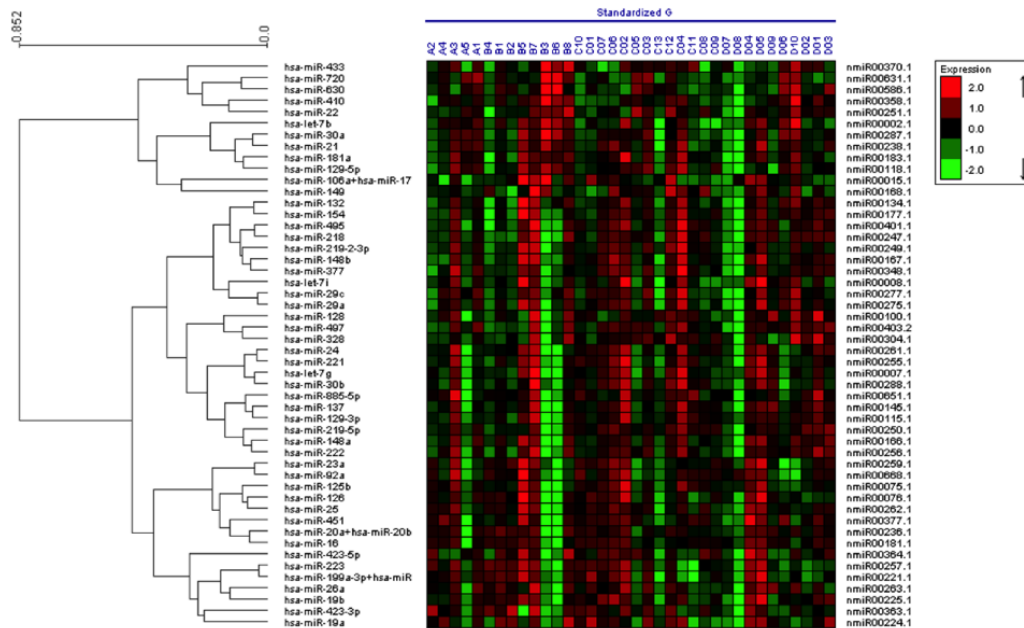 Standardized G
-0.852 0.0
A2 A4 A3 A5 A1 B4 B1 B2 B5 B7 B3 B6 B8 C10 C01 C07 C06 C02 C05 C03 C13 C12 C04 C11 C08 C09 D07 D08 D04 D05 D09 D06 D10 D02 D01 D03
hsa-miR-433 nmiR00370.1
hsa-miR-720 nmiR00631.1
hsa-miR-630 nmiR00586.1
hsa-miR-410 nmiR00358.1
hsa-miR-22 nmiR00251.1
hsa-let-7b nmiR00002.1
hsa-miR-30a nmiR00287.1
hsa-miR-21 nmiR00238.1
hsa-miR-181a nmiR00183.1
hsa-miR-129-5p nmiR00118.1
hsa-miR-106a+hsa-miR-17 nmiR00015.1
hsa-miR-149 nmiR00168.1
hsa-miR-132 nmiR00134.1
hsa-miR-154 nmiR00177.1
hsa-miR-495 nmiR00401.1
hsa-miR-218 nmiR00247.1
hsa-miR-219-2-3p nmiR00249.1
hsa-miR-148b nmiR00167.1
hsa-miR-377 nmiR00348.1
hsa-let-7i nmiR00008.1
hsa-miR-29c nmiR00277.1
hsa-miR-29a nmiR00275.1
hsa-miR-128 nmiR00100.1
hsa-miR-497 nmiR00403.2
hsa-miR-328 nmiR00304.1
hsa-miR-24 nmiR00261.1
hsa-miR-221 nmiR00255.1
hsa-let-7g nmiR00007.1
hsa-miR-30b nmiR00288.1
hsa-miR-885-5p nmiR00651.1
hsa-miR-137 nmiR00145.1
hsa-miR-129-3p nmiR00115.1
hsa-miR-219-5p nmiR00250.1
hsa-miR-148a nmiR00166.1
hsa-miR-222 nmiR00256.1
hsa-miR-23a nmiR00259.1
hsa-miR-92a nmiR00668.1
hsa-miR-125b nmiR00075.1
hsa-miR-126 nmiR00076.1
hsa-miR-25 nmiR00262.1
hsa-miR-451 nmiR00377.1
hsa-miR-20a+hsa-miR-20b nmiR00236.1
hsa-miR-16 nmiR00181.1
hsa-miR-423-5p nmiR00364.1
hsa-miR-223 nmiR00257.1
hsa-miR-199a-3p+hsa-miR nmiR00221.1
hsa-miR-26a nmiR00263.1
hsa-miR-19b nmiR00225.1
hsa-miR-423-3p nmiR00363.1
hsa-miR-19a nmiR00224.1
Expression
2.0
1.0
0.0
-1.0
-2.0